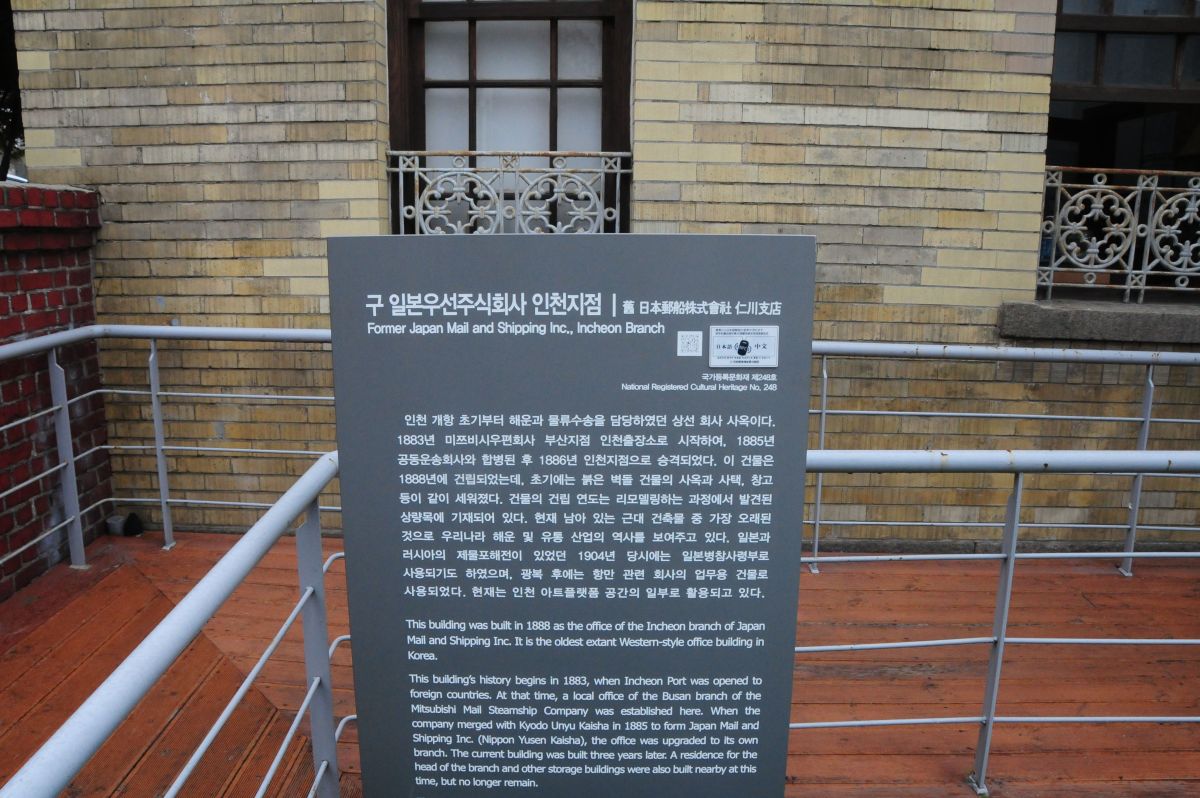 구 일본우선주식회사 인천지점 | 舊 日本郵船株式會社 仁川支店
Former Japan Mail and Shipping Inc., Incheon Branch
日本語 中文
국가등록문화재 제248호
National Registered Cultural Heritage No, 248
인천 개항 초기부터 해운과 물류수송을 담당하였던 상선 회사 사옥이다.
1883년 미쯔비시우편회사 부산지점 인천출장소로 시작하여, 1885년
공동운송회사와 합병된 후 1886년 인천지점으로 승격되었다. 이 건물은
1888년에 건립되었는데, 초기에는 붉은 벽돌 건물의 사옥과 사택, 창고
등이 같이 세워졌다. 건물의 건립 연도는 리모델링하는 과정에서 발견된
상량목에 기재되어 있다. 현재 남아 있는 근대 건축물 중 가장 오래된
것으로 우리나라 해운 및 유통 산업의 역사를 보여주고 있다. 일본과
러시아의 제물포해전이 있었던 1904년 당시에는 일본병참사령부로
사용되기도 하였으며, 광복 후에는 항만 관련 회사의 업무용 건물로
사용되었다. 현재는 인천 아트플랫폼 공간의 일부로 활용되고 있다.
This building was built in 1888 as the office of the Incheon branch of Japan
Mail and Shipping Inc. It is the oldest extant Western-style office building in
Korea.
This building's history begins in 1883, when Incheon Port was opened to
foreign countries. At that time, a local office of the Busan branch of the
Mitsubishi Mail Steamship Company was established here. When the
company merged with Kyodo Unyu Kaisha in 1885 to form Japan Mail and
Shipping Inc. (Nippon Yusen Kaisha), the office was upgraded to its own
branch. The current building was built three years later. A residence for the
head of the branch and other storage buildings were also built nearby at this
time, but no longer remain.